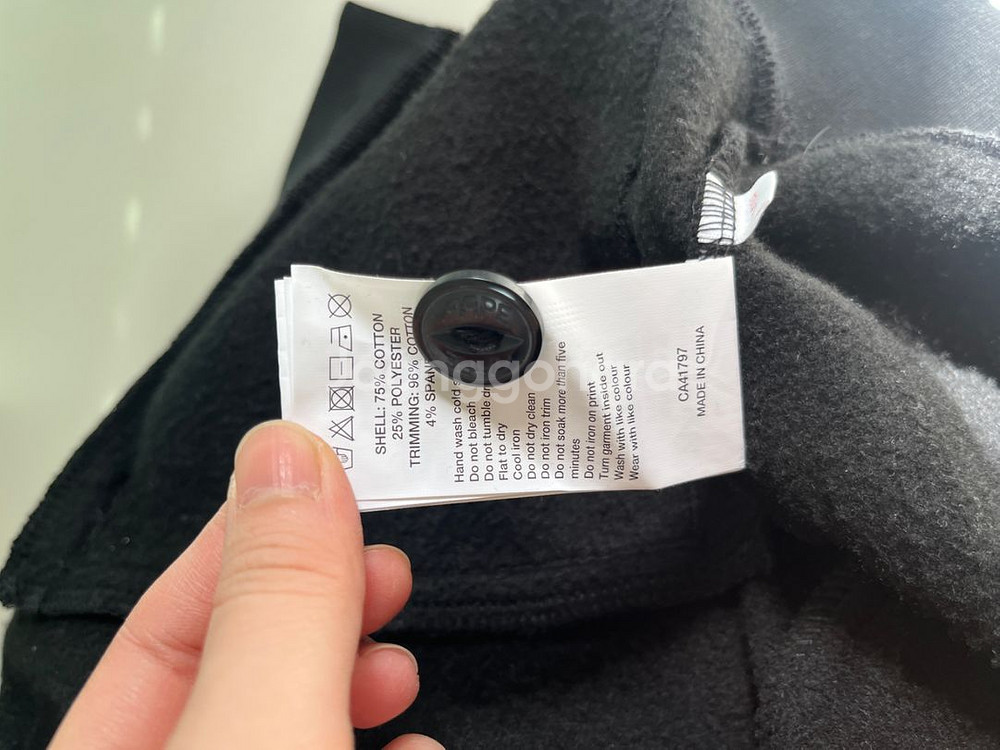 SHELL: 75% COTTON
25% POLYESTER
TRIMMING: 96% COTTON
4% SPAN
Hand wash cold
Do not bleach
Do not tumble dr
Flat to dry
Cool iron
Do not dry clean
Do not iron trim
Do not soak more than five
minutes
Do not iron on print
Turn garment inside out
Wash with like colour
Wear with like colour
CA41797
MADE IN CHINA